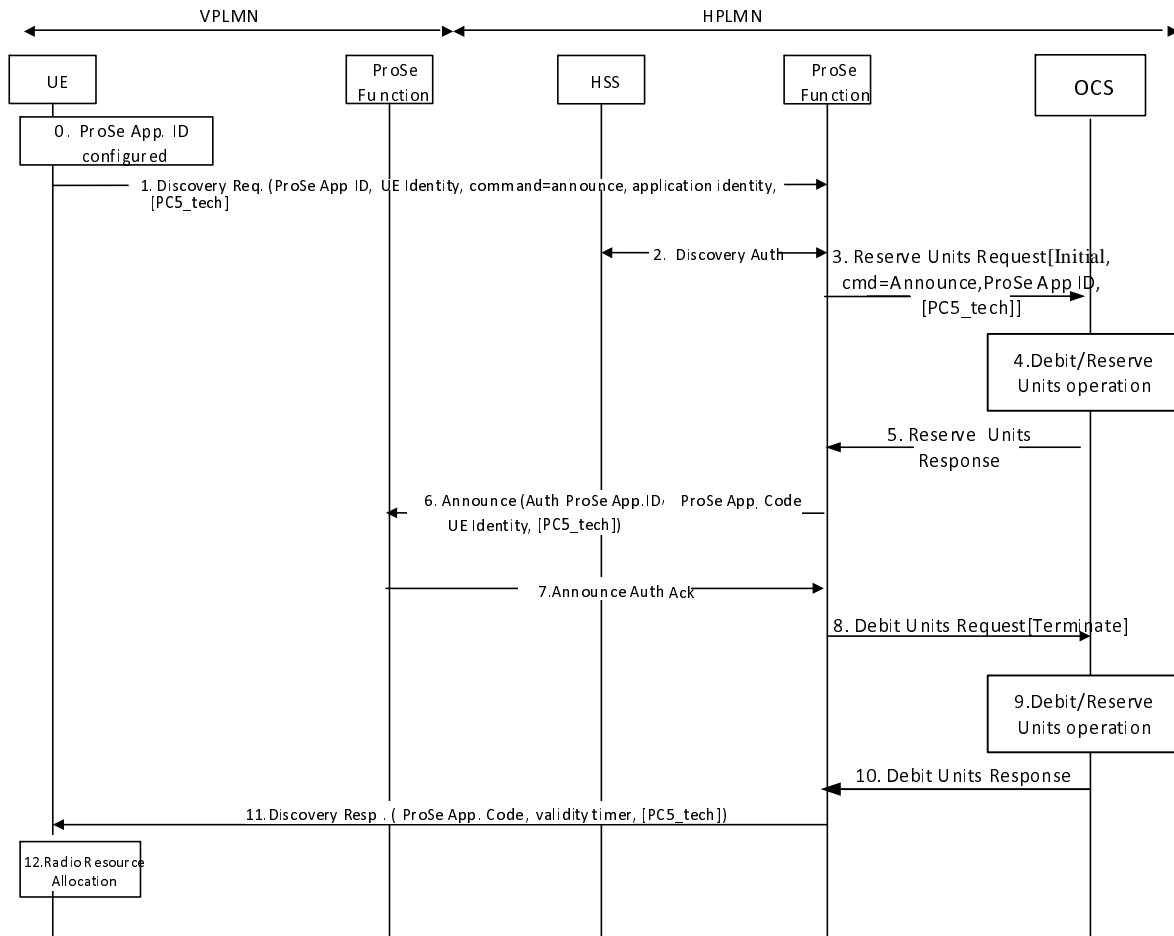 VPLMN
HPLMN
UE
ProSe
Function
HSS
ProSe
Function
OCS
0. ProSe App. ID
configured
1. Discovery Req. (ProSe App ID, UE Identity, command=announce, application identity,
[PC5_tech]
2. Discovery Auth
3. Reserve Units Request[Initial,
cmd=Announce,ProSe App ID,
[PC5_tech]]
4.Debit/Reserve
Units operation
5. Reserve Units
Response
6. Announce (Auth ProSe App.ID, ProSe App. Code
UE Identity, [PC5_tech])
7.Announce Auth Ack
8. Debit Units Request[Terminate]
9.Debit/Reserve
Units operation
10. Debit Units Response
11.Discovery Resp . ( ProSe App. Code, validity timer, [PC5_tech])
12.Radio Resource
Allocation